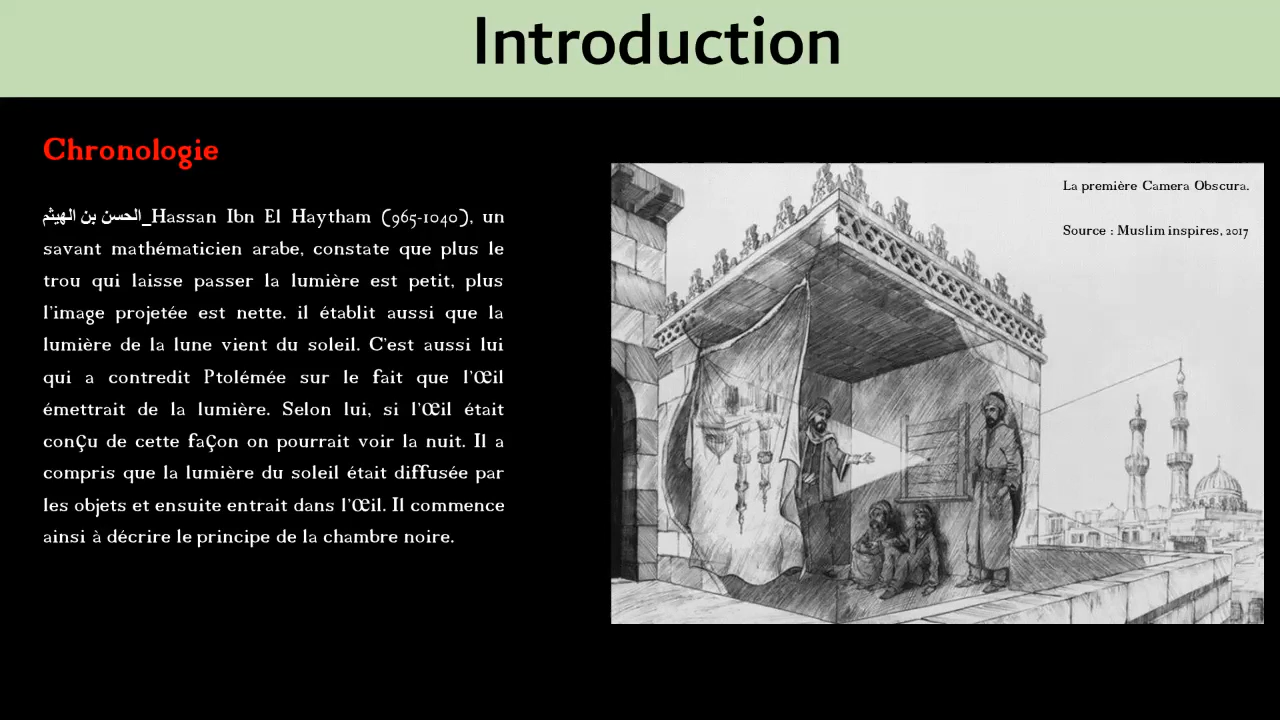 Introduction
Chronologie
الحسن بن الهيثم_Hassan Ibn El Haytham (965-1040), un
savant mathématicien arabe, constate que plus le
trou qui laisse passer la lumière est petit, plus
l'image projetée est nette. il établit aussi que la
lumière de la lune vient du soleil. C'est aussi lui
qui a contredit Ptolémée sur le fait que l'Œil
émettrait de la lumière. Selon lui, si l'Œil était
conÇu de cette faÇon on pourrait voir la nuit. Il a
compris que la lumière du soleil était diffusée par
les objets et ensuite entrait dans l'Œil. Il commence
ainsi à décrire le principe de la chambre noire.
La première Camera Obscura.
Source : Muslim inspires, 2017